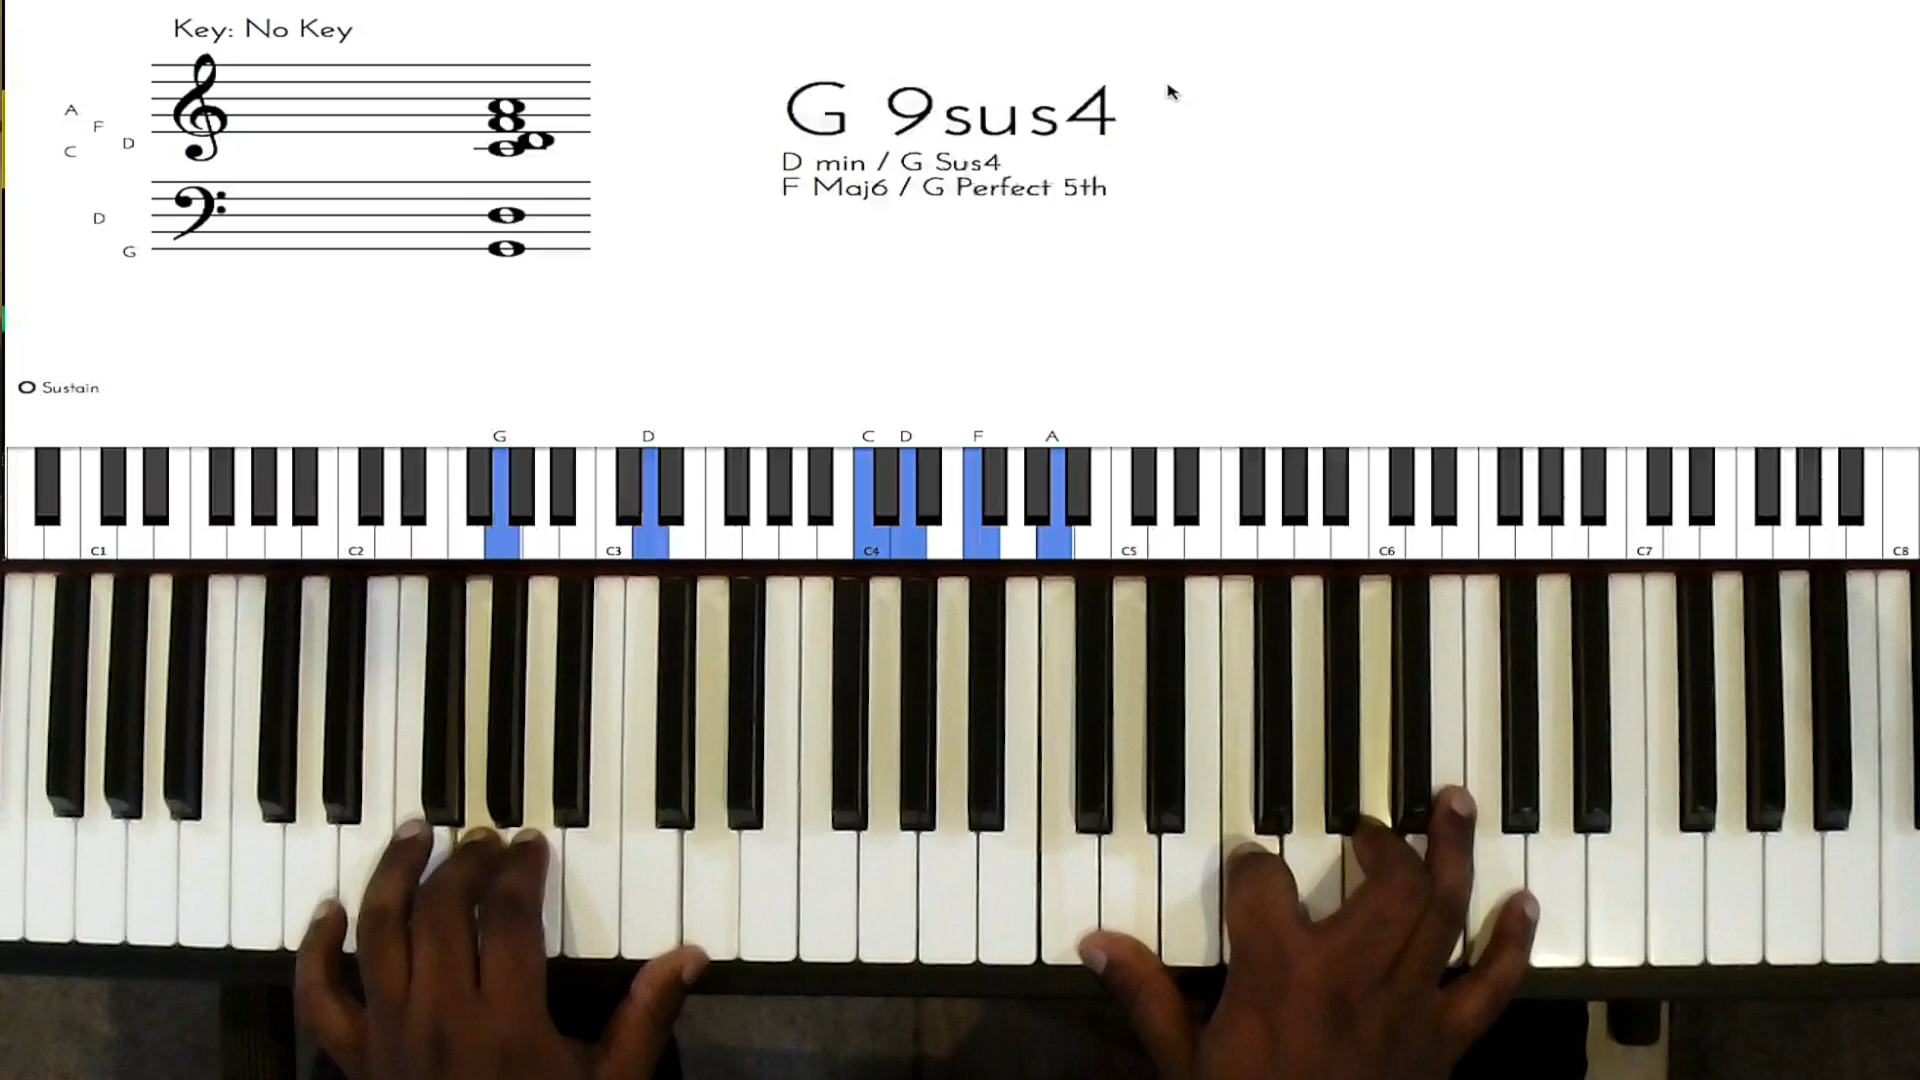 Key: No Key
A
F
D
C
D
G
G 9sus4
D min / G Sus4
F Maj6 / G Perfect 5th
Sustain
G D C D F A
C1 C2 C3 C4 C5 C6 C7 C8